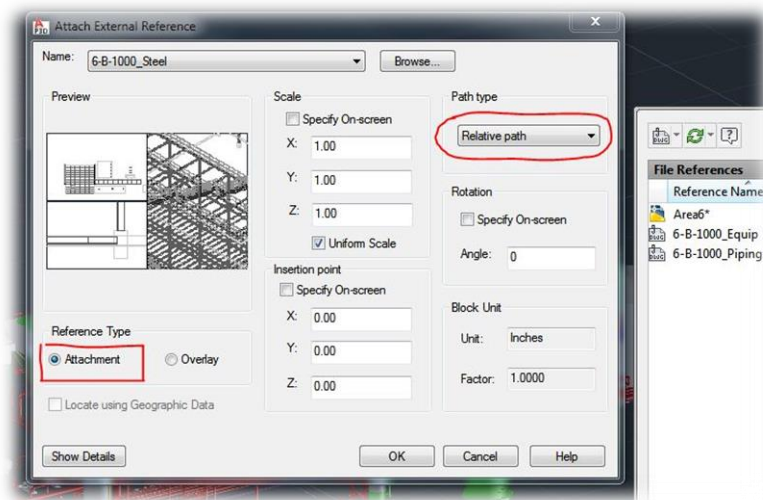 Attach External Reference
X
Name:
6-B-1000_Steel
Browse...
Preview
Reference Type
Attachment
Overlay
Locate using Geographic Data
Scale
Specify On-screen
X:
1.00
Y:
1.00
Z:
1.00
Uniform Scale
Insertion point
Specify On-screen
X:
0.00
Y:
0.00
Z:
0.00
Path type
Relative path
Rotation
Specify On-screen
Angle:
0
Block Unit
Unit:
Inches
Factor:
1.0000
Show Details
OK
Cancel
Help
File References
Reference Name
Area6*
6-B-1000_Equip
6-B-1000_Piping